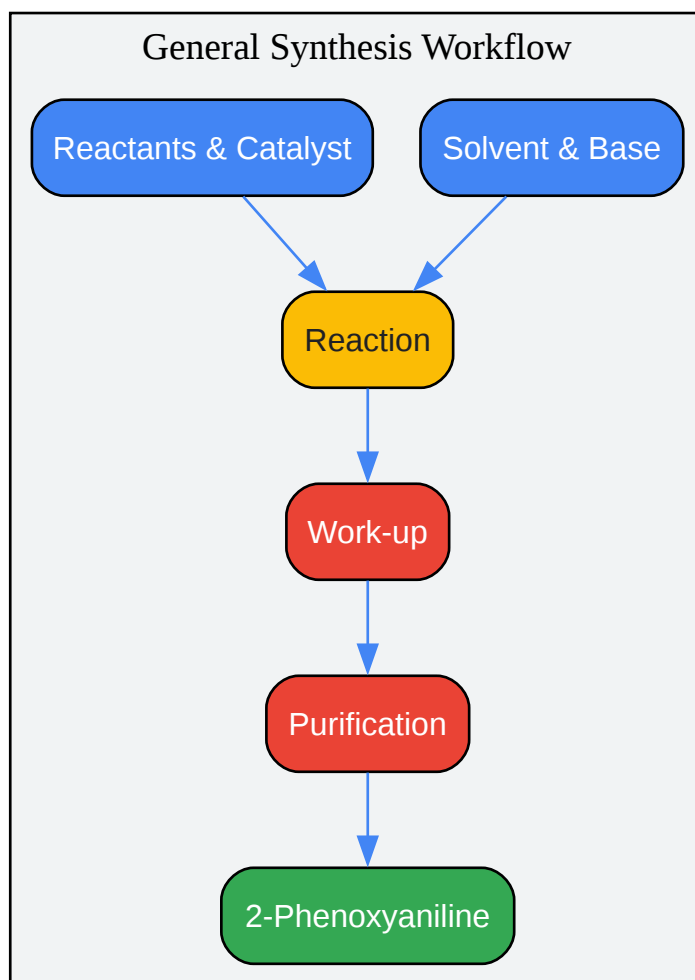 General Synthesis Workflow
Reactants & Catalyst
Solvent & Base
Reaction
Work-up
Purification
2-Phenoxyaniline